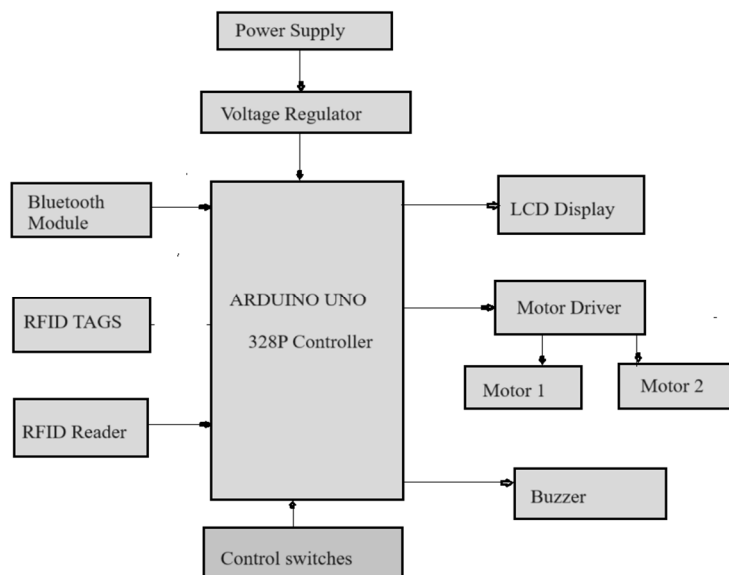 Power Supply
Voltage Regulator
Bluetooth
Module
LCD Display
RFID TAGS
ARDUINO UNO
328P Controller
Motor Driver
Motor 1
Motor 2
RFID Reader
Buzzer
Control switches